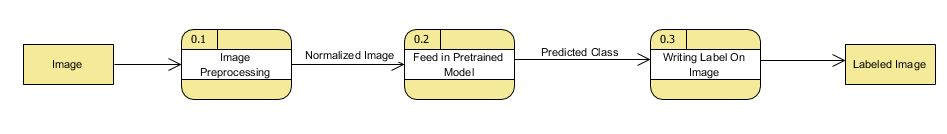 Image
0.1
Image
Preprocessing
Normalized Image
0.2
Feed in Pretrained
Model
Predicted Class
0.3
Writing Label On
Image
Labeled Image